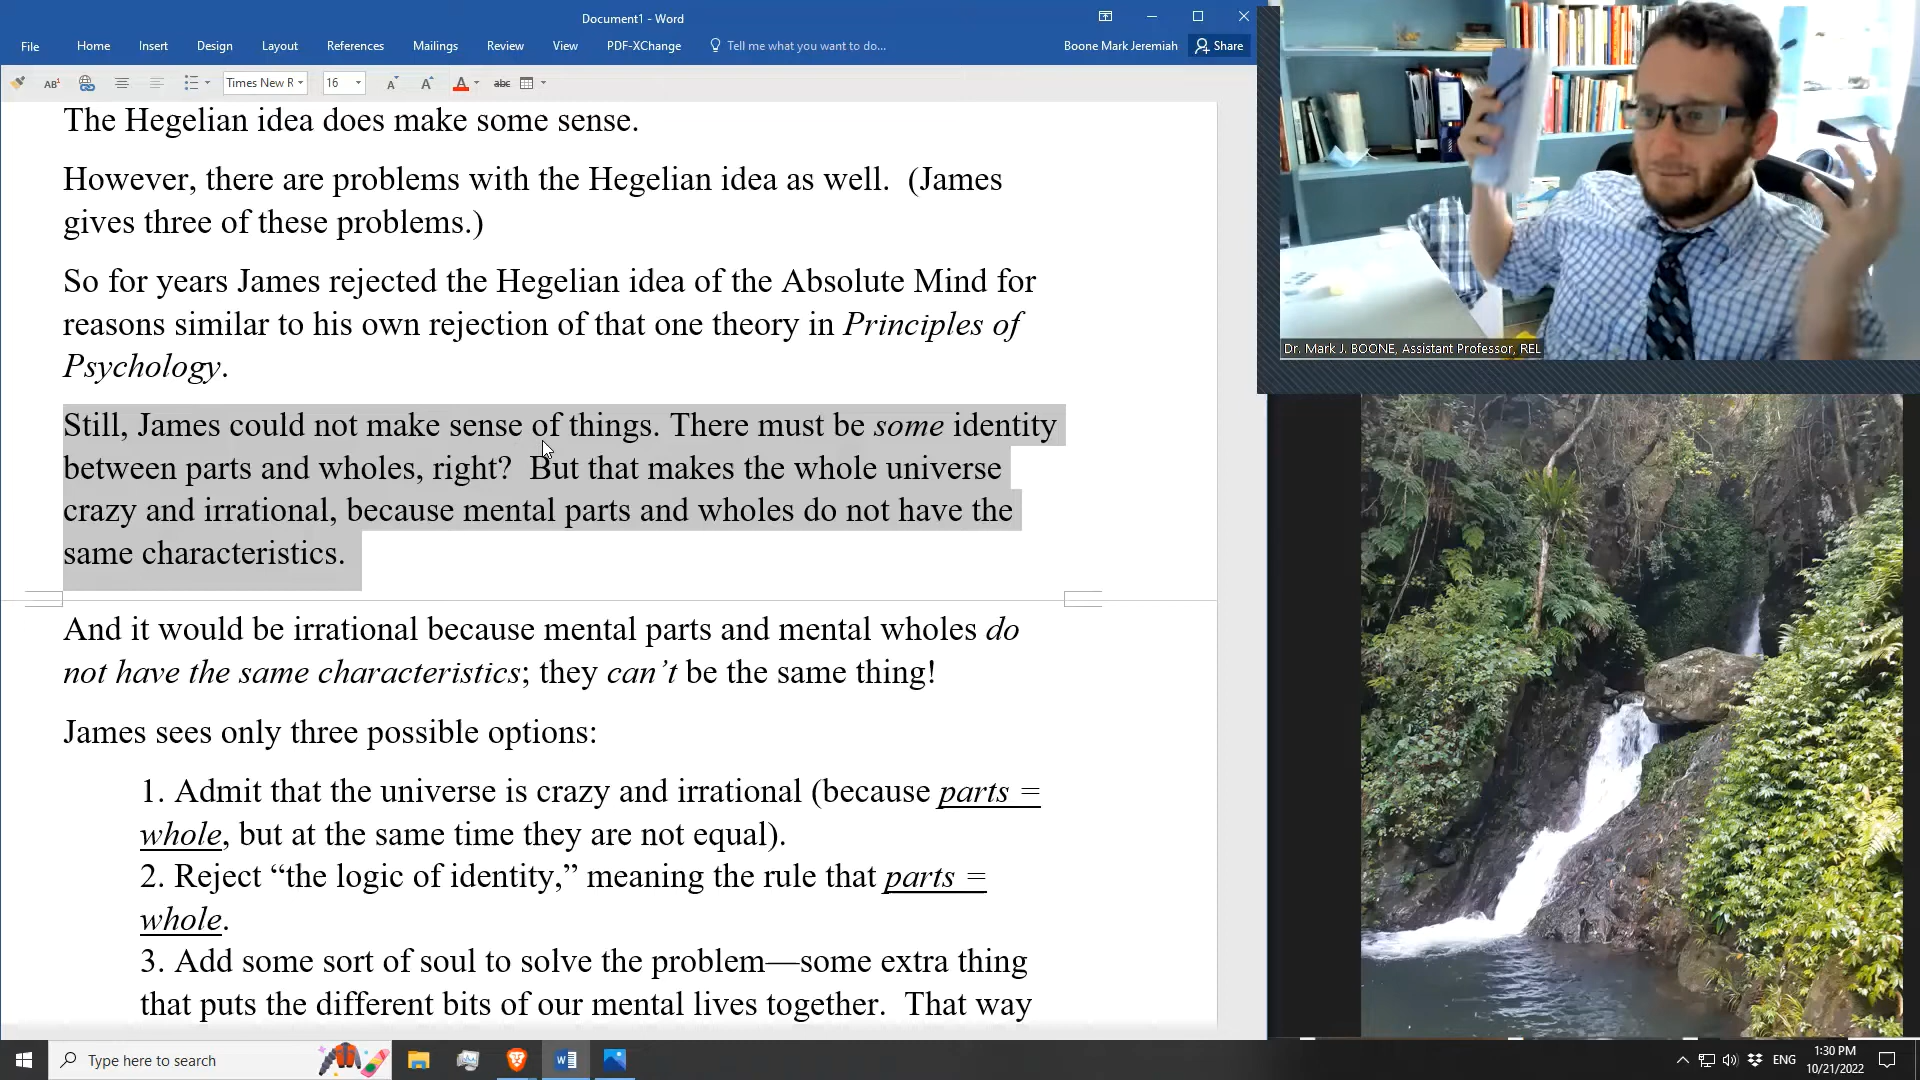 Document1 - Word
File Home Insert Design Layout References Mailings Review View PDF-XChange Tell me what you want to do... Boone Mark Jeremiah Share
AB¹ Times New R 16 A A A abc
The Hegelian idea does make some sense.
However, there are problems with the Hegelian idea as well.  (James
gives three of these problems.)
So for years James rejected the Hegelian idea of the Absolute Mind for
reasons similar to his own rejection of that one theory in Principles of
Psychology.
Still, James could not make sense of things. There must be some identity
between parts and wholes, right?  But that makes the whole universe
crazy and irrational, because mental parts and wholes do not have the
same characteristics.
And it would be irrational because mental parts and mental wholes do
not have the same characteristics; they can’t be the same thing!
James sees only three possible options:
1. Admit that the universe is crazy and irrational (because parts =
whole, but at the same time they are not equal).
2. Reject “the logic of identity,” meaning the rule that parts =
whole.
3. Add some sort of soul to solve the problem—some extra thing
that puts the different bits of our mental lives together.  That way
Dr. Mark J. BOONE, Assistant Professor, REL
Type here to search
ENG
1:30 PM
10/21/2022